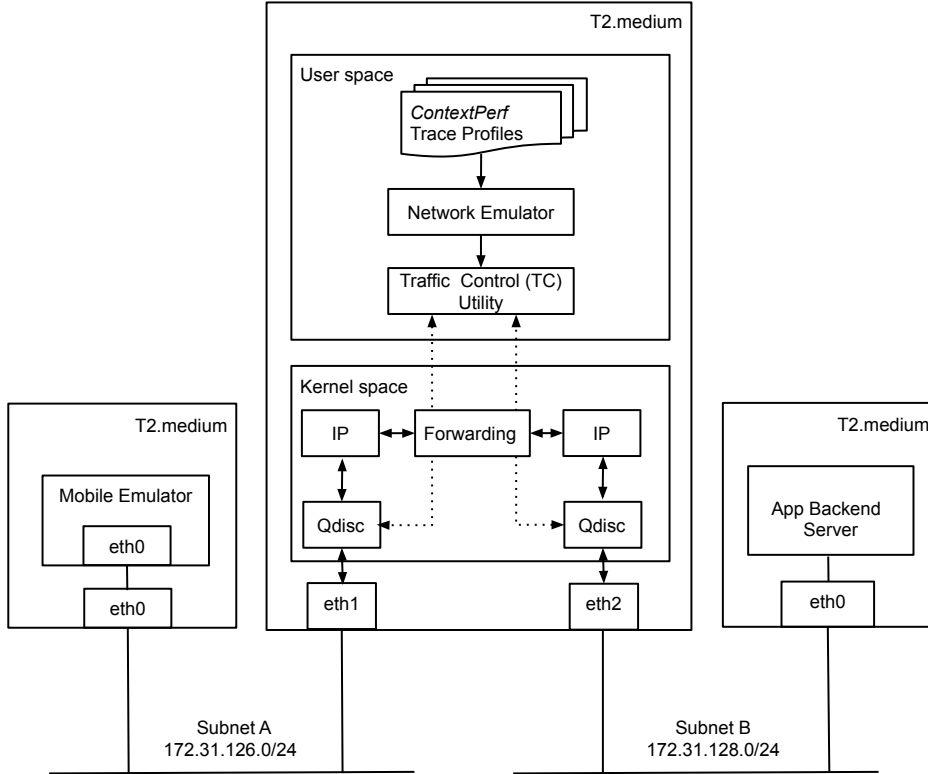 T2.medium
User space
ContextPerf
Trace Profiles
Network Emulator
Traffic Control (TC)
Utility
Kernel space
IP
Forwarding
IP
Qdisc
Qdisc
eth1
eth2
T2.medium
Mobile Emulator
eth0
eth0
T2.medium
App Backend
Server
eth0
Subnet A
172.31.126.0/24
Subnet B
172.31.128.0/24